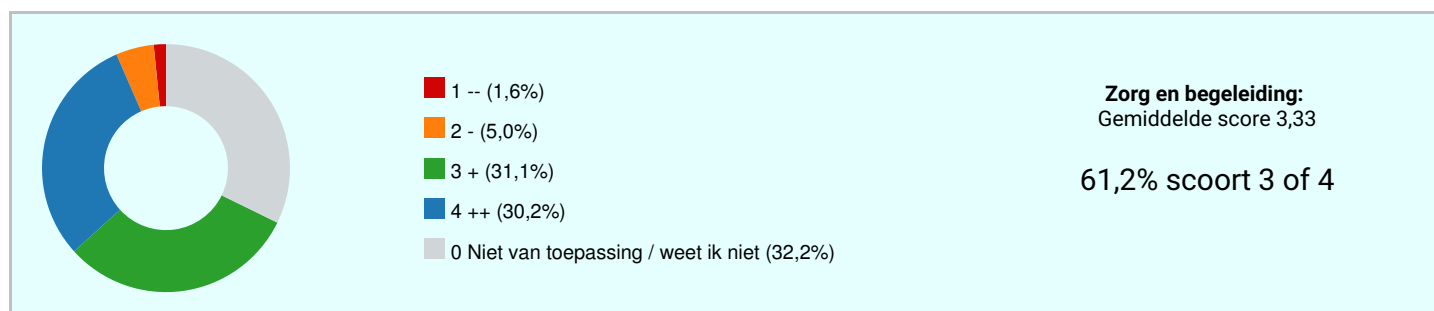 1 -- (1,6%)
2 - (5,0%)
3 + (31,1%)
4 ++ (30,2%)
0 Niet van toepassing / weet ik niet (32,2%)
Zorg en begeleiding:
Gemiddelde score 3,33
61,2% scoort 3 of 4